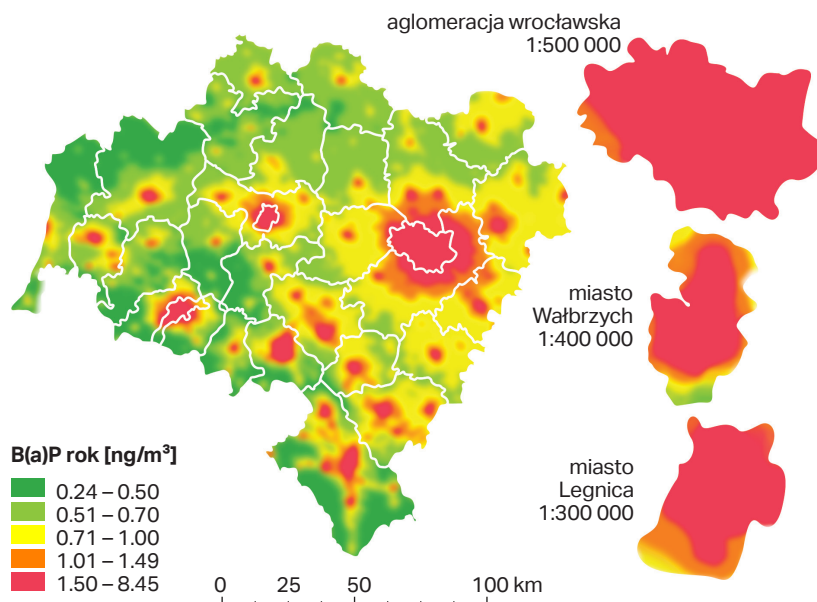 aglomeracja wrocławska
1:500 000
miasto
Wałbrzych
1:400 000
miasto
Legnica
1:300 000
B(a)P rok [ng/m³]
0.24 – 0.50
0.51 – 0.70
0.71 – 1.00
1.01 – 1.49
1.50 – 8.45
0 25 50 100 km